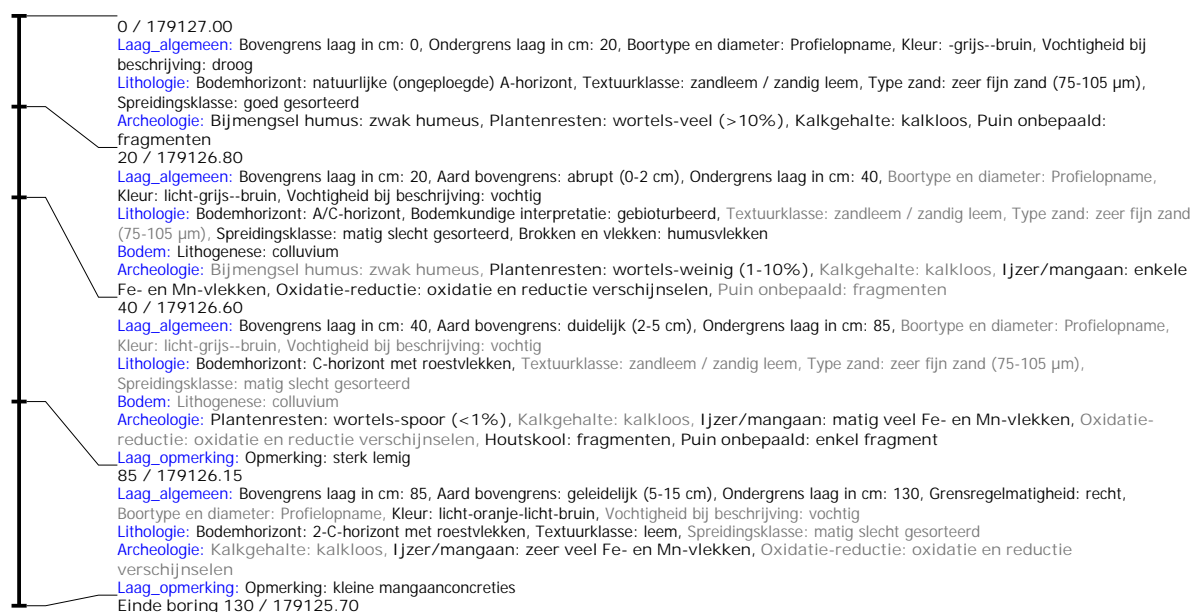 0 / 179127.00
Laag_algemeen: Bovengrens laag in cm: 0, Ondergrens laag in cm: 20, Boortype en diameter: Profielopname, Kleur: -grijs--bruin, Vochtigheid bij
beschrijving: droog
Lithologie: Bodemhorizont: natuurlijke (ongeploegde) A-horizont, Textuurklasse: zandleem / zandig leem, Type zand: zeer fijn zand (75-105 µm),
Spreidingsklasse: goed gesorteerd
Archeologie: Bijmengsel humus: zwak humeus, Plantenresten: wortels-veel (>10%), Kalkgehalte: kalkloos, Puin onbepaald:
fragmenten
20 / 179126.80
Laag_algemeen: Bovengrens laag in cm: 20, Aard bovengrens: abrupt (0-2 cm), Ondergrens laag in cm: 40, Boortype en diameter: Profielopname,
Kleur: licht-grijs--bruin, Vochtigheid bij beschrijving: vochtig
Lithologie: Bodemhorizont: A/C-horizont, Bodemkundige interpretatie: gebioturbeerd, Textuurklasse: zandleem / zandig leem, Type zand: zeer fijn zand
(75-105 µm), Spreidingsklasse: matig slecht gesorteerd, Brokken en vlekken: humusvlekken
Bodem: Lithogenese: colluvium
Archeologie: Bijmengsel humus: zwak humeus, Plantenresten: wortels-weinig (1-10%), Kalkgehalte: kalkloos, Ijzer/mangaan: enkele
Fe- en Mn-vlekken, Oxidatie-reductie: oxidatie en reductie verschijnselen, Puin onbepaald: fragmenten
40 / 179126.60
Laag_algemeen: Bovengrens laag in cm: 40, Aard bovengrens: duidelijk (2-5 cm), Ondergrens laag in cm: 85, Boortype en diameter: Profielopname,
Kleur: licht-grijs--bruin, Vochtigheid bij beschrijving: vochtig
Lithologie: Bodemhorizont: C-horizont met roestvlekken, Textuurklasse: zandleem / zandig leem, Type zand: zeer fijn zand (75-105 µm),
Spreidingsklasse: matig slecht gesorteerd
Bodem: Lithogenese: colluvium
Archeologie: Plantenresten: wortels-spoor (<1%), Kalkgehalte: kalkloos, Ijzer/mangaan: matig veel Fe- en Mn-vlekken, Oxidatie-
reductie: oxidatie en reductie verschijnselen, Houtskool: fragmenten, Puin onbepaald: enkel fragment
Laag_opmerking: Opmerking: sterk lemig
85 / 179126.15
Laag_algemeen: Bovengrens laag in cm: 85, Aard bovengrens: geleidelijk (5-15 cm), Ondergrens laag in cm: 130, Grensregelmatigheid: recht,
Boortype en diameter: Profielopname, Kleur: licht-oranje-licht-bruin, Vochtigheid bij beschrijving: vochtig
Lithologie: Bodemhorizont: 2-C-horizont met roestvlekken, Textuurklasse: leem, Spreidingsklasse: matig slecht gesorteerd
Archeologie: Kalkgehalte: kalkloos, Ijzer/mangaan: zeer veel Fe- en Mn-vlekken, Oxidatie-reductie: oxidatie en reductie
verschijnselen
Laag_opmerking: Opmerking: kleine mangaanconcreties
Einde boring 130 / 179125.70